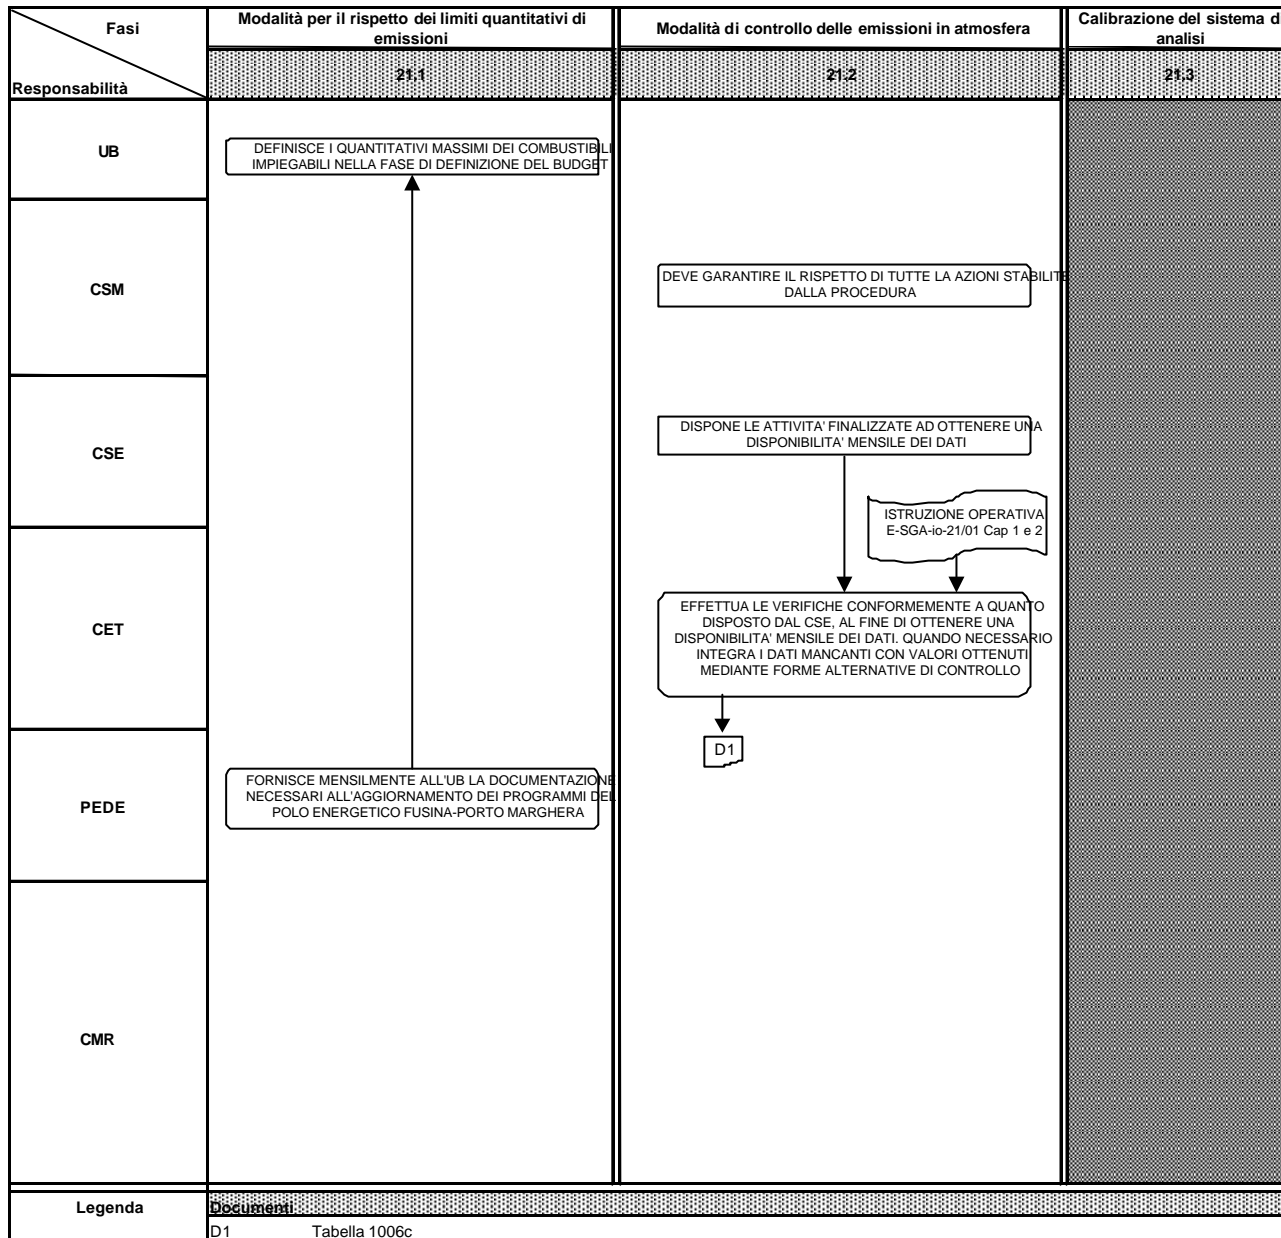 Fasi
Responsabilità
Modalità per il rispetto dei limiti quantitativi di
emissioni
Modalità di controllo delle emissioni in atmosfera
Calibrazione del sistema di
analisi
21.1
21.2
21.3
UB
DEFINISCE I QUANTITATIVI MASSIMI DEI COMBUSTIBILI
IMPIEGABILI NELLA FASE DI DEFINIZIONE DEL BUDGET
CSM
DEVE GARANTIRE IL RISPETTO DI TUTTE LA AZIONI STABILITE
DALLA PROCEDURA
CSE
DISPONE LE ATTIVITA' FINALIZZATE AD OTTENERE UNA
DISPONIBILITA' MENSILE DEI DATI
ISTRUZIONE OPERATIVA
E-SGA-io-21/01 Cap 1 e 2
CET
EFFETTUA LE VERIFICHE CONFORMEMENTE A QUANTO
DISPOSTO DAL CSE, AL FINE DI OTTENERE UNA
DISPONIBILITA' MENSILE DEI DATI. QUANDO NECESSARIO
INTEGRA I DATI MANCANTI CON VALORI OTTENUTI
MEDIANTE FORME ALTERNATIVE DI CONTROLLO
D1
PEDE
FORNISCE MENSILMENTE ALL'UB LA DOCUMENTAZIONE
NECESSARI ALL'AGGIORNAMENTO DEI PROGRAMMI DEL
POLO ENERGETICO FUSINA-PORTO MARGHERA
CMR
Legenda
Documenti
D1 Tabella 1006c